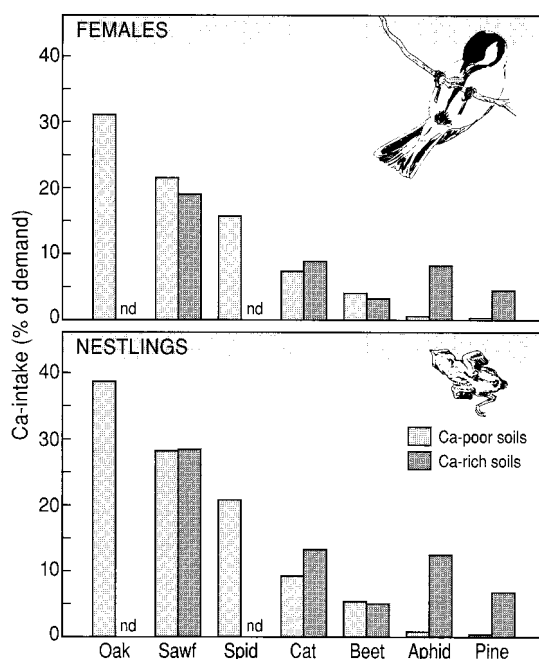 FEMALES
40
30
20
10
0
nd
nd
Ca-intake (% of demand)
NESTLINGS
40
30
20
10
0
Ca-poor soils
Ca-rich soils
nd
nd
Oak Sawf Spid Cat Beet Aphid Pine